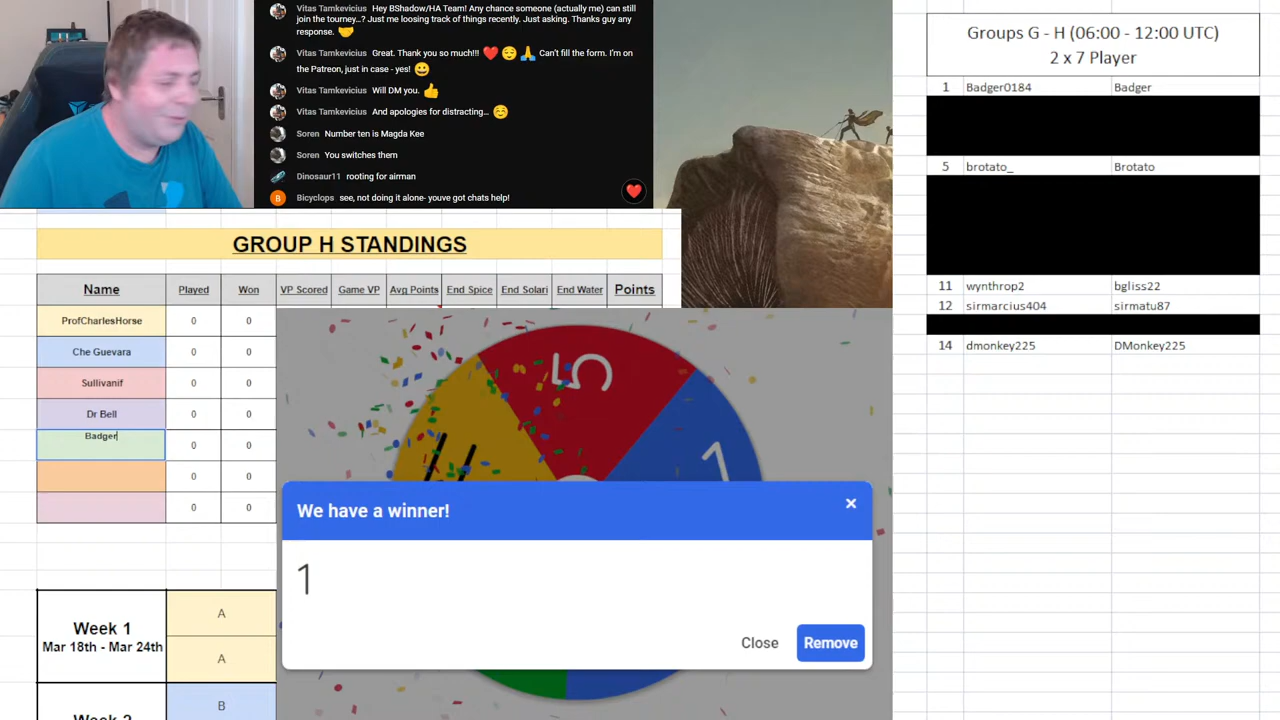 Vitas Tamkevicius Hey BShadow/HA Team! Any chance someone (actually me) can still
join the tourney..? Just me loosing track of things recently. Just asking. Thanks guy any
response. 🤝
Vitas Tamkevicius Great. Thank you so much!!! ❤️ 😌 🙏 Can't fill the form. I'm on
the Patreon, just in case - yes! 😀
Vitas Tamkevicius Will DM you. 👍
Vitas Tamkevicius And apologies for distracting… ☺️
Soren Number ten is Magda Kee
Soren You switches them
Dinosaur11 rooting for airman
B Bicyclops see, not doing it alone- youve got chats help!
GROUP H STANDINGS
Name Played Won VP Scored Game VP Avg Points End Spice End Solari End Water Points
ProfCharlesHorse 0 0
Che Guevara 0 0
Sullivanif 0 0
Dr Bell 0 0
Badger 0 0
0 0
0 0
Week 1
Mar 18th - Mar 24th
A
A
B
Week 2
5
1
11
We have a winner!
×
1
Close Remove
Groups G - H (06:00 - 12:00 UTC)
2 x 7 Player
1 Badger0184 Badger
5 brotato_ Brotato
11 wynthrop2 bgliss22
12 sirmarcius404 sirmatu87
14 dmonkey225 DMonkey225